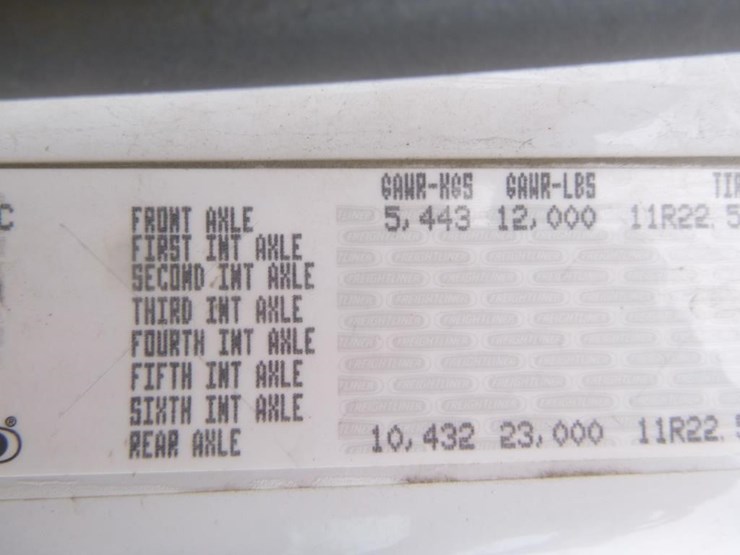 GAWR-KGS GAWR-LBS TIR
C FRONT AXLE 5,443 12,000 11R22.5
FIRST INT AXLE
SECOND INT AXLE
THIRD INT AXLE
FOURTH INT AXLE
FIFTH INT AXLE
SIXTH INT AXLE
REAR AXLE 10,432 23,000 11R22.5